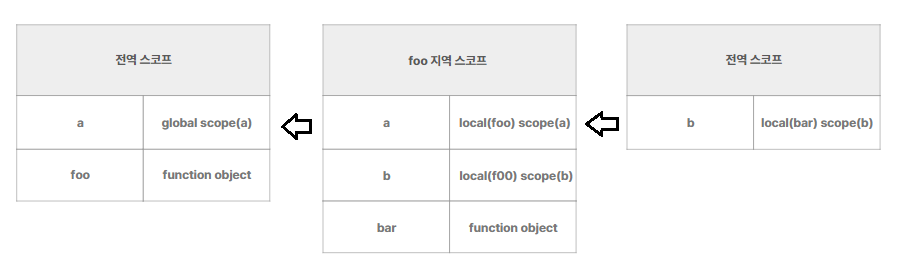 전역 스코프
a global scope(a)
foo function object
foo 지역 스코프
a local(foo) scope(a)
b local(f00) scope(b)
bar function object
전역 스코프
b local(bar) scope(b)